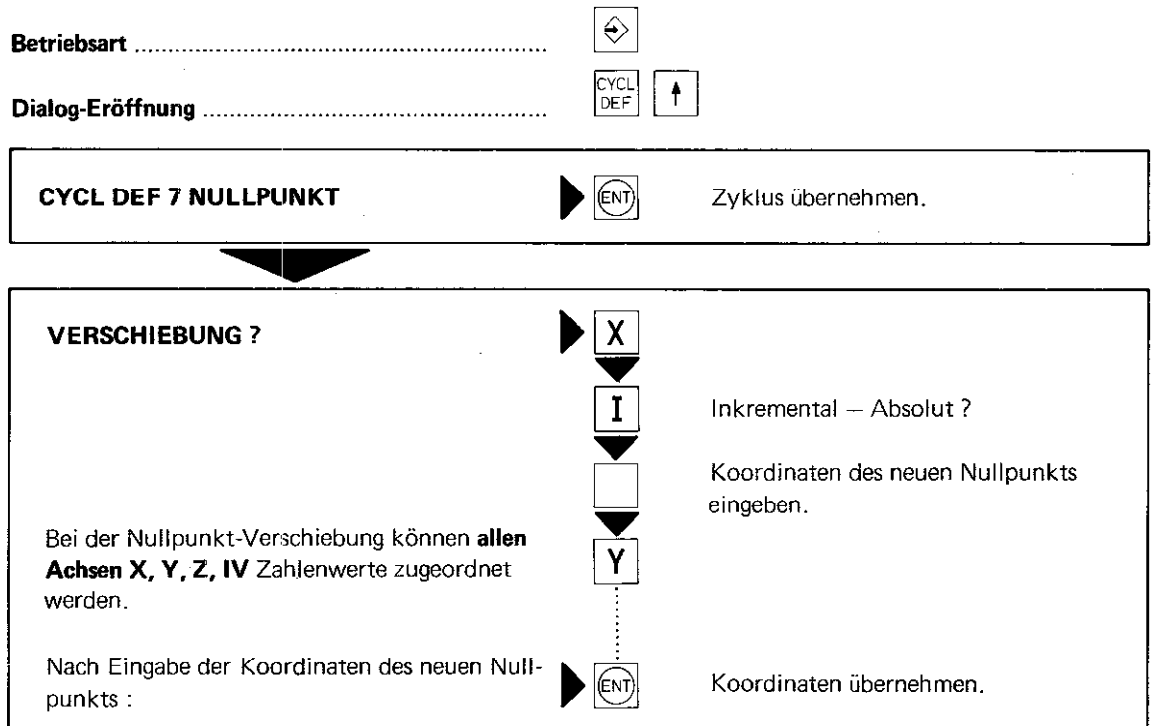 Betriebsart ....................................................
Dialog-Eröffnung ...........................................
CYCL
DEF
CYCL DEF 7 NULLPUNKT
ENT
Zyklus übernehmen.
VERSCHIEBUNG ?
X
I
Inkremental — Absolut ?
Koordinaten des neuen Nullpunkts
eingeben.
Bei der Nullpunkt-Verschiebung können allen
Achsen X, Y, Z, IV Zahlenwerte zugeordnet
werden.
Y
Nach Eingabe der Koordinaten des neuen Null-
punkts :
ENT
Koordinaten übernehmen.